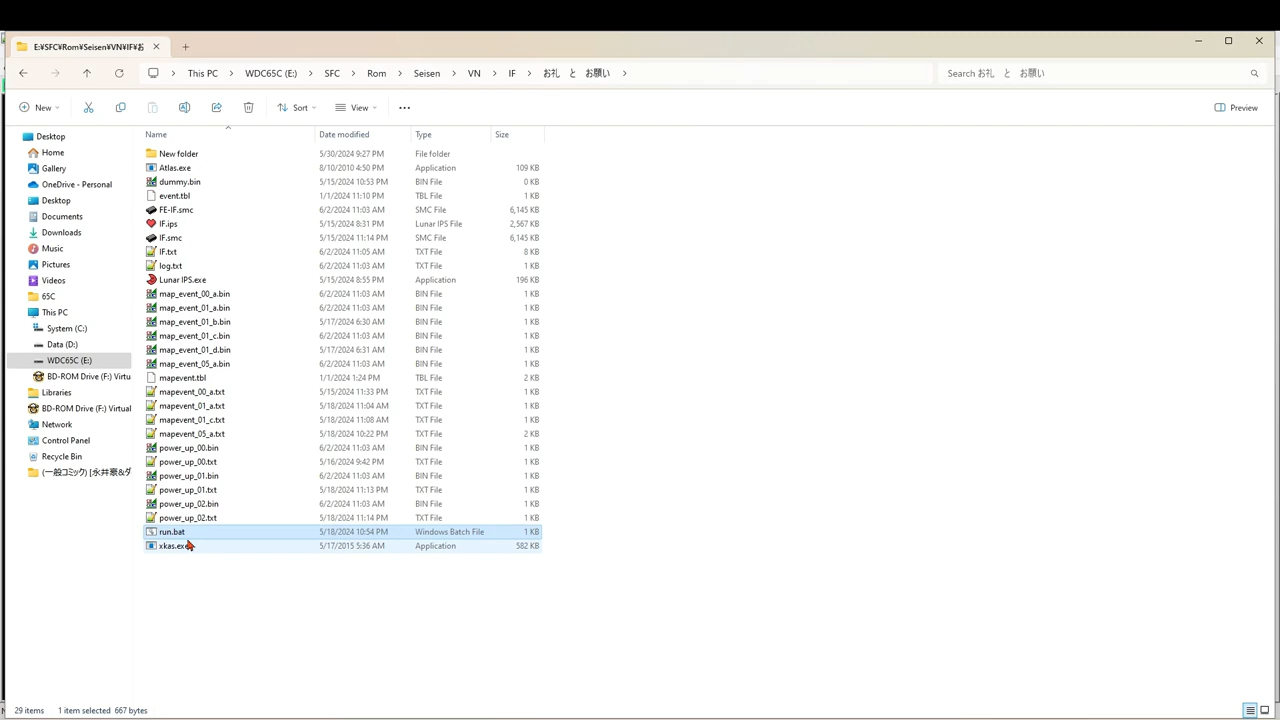 E:¥SFC¥Rom¥Seisen¥VN¥IF¥お
This PC WDC65C (E:) SFC Rom Seisen VN IF お礼 と お願い
Search お礼 と お願い
New Sort View Preview
Desktop
Home
Gallery
OneDrive - Personal
Desktop
Documents
Downloads
Music
Pictures
Videos
65C
This PC
System (C:)
Data (D:)
WDC65C (E:)
BD-ROM Drive (F:) Virtu
Libraries
BD-ROM Drive (F:) Virtual
Network
Control Panel
Recycle Bin
(一般コミック) [永井豪&ダ
Name Date modified Type Size
New folder 5/30/2024 9:27 PM File folder
Atlas.exe 8/10/2010 4:50 PM Application 109 KB
dummy.bin 5/15/2024 10:53 PM BIN File 0 KB
event.tbl 1/1/2024 11:10 PM TBL File 1 KB
FE-IF.smc 6/2/2024 11:03 AM SMC File 6,145 KB
IF.ips 5/15/2024 8:31 PM Lunar IPS File 2,567 KB
IF.smc 5/15/2024 11:14 PM SMC File 6,145 KB
IF.txt 6/2/2024 11:05 AM TXT File 8 KB
log.txt 6/2/2024 11:03 AM TXT File 1 KB
Lunar IPS.exe 5/15/2024 8:55 PM Application 196 KB
map_event_00_a.bin 6/2/2024 11:03 AM BIN File 1 KB
map_event_01_a.bin 6/2/2024 11:03 AM BIN File 1 KB
map_event_01_b.bin 5/17/2024 6:30 AM BIN File 1 KB
map_event_01_c.bin 6/2/2024 11:03 AM BIN File 1 KB
map_event_01_d.bin 5/17/2024 6:31 AM BIN File 1 KB
map_event_05_a.bin 6/2/2024 11:03 AM BIN File 1 KB
mapevent.tbl 1/1/2024 1:24 PM TBL File 2 KB
mapevent_00_a.txt 5/15/2024 11:33 PM TXT File 1 KB
mapevent_01_a.txt 5/18/2024 11:04 AM TXT File 1 KB
mapevent_01_c.txt 5/18/2024 11:08 AM TXT File 1 KB
mapevent_05_a.txt 5/18/2024 10:22 PM TXT File 2 KB
power_up_00.bin 6/2/2024 11:03 AM BIN File 1 KB
power_up_00.txt 5/16/2024 9:42 PM TXT File 1 KB
power_up_01.bin 6/2/2024 11:03 AM BIN File 1 KB
power_up_01.txt 5/18/2024 11:13 PM TXT File 1 KB
power_up_02.bin 6/2/2024 11:03 AM BIN File 1 KB
power_up_02.txt 5/18/2024 11:14 PM TXT File 1 KB
run.bat 5/18/2024 10:54 PM Windows Batch File 1 KB
xkas.exe 5/17/2015 5:36 AM Application 582 KB
29 items 1 item selected 667 bytes